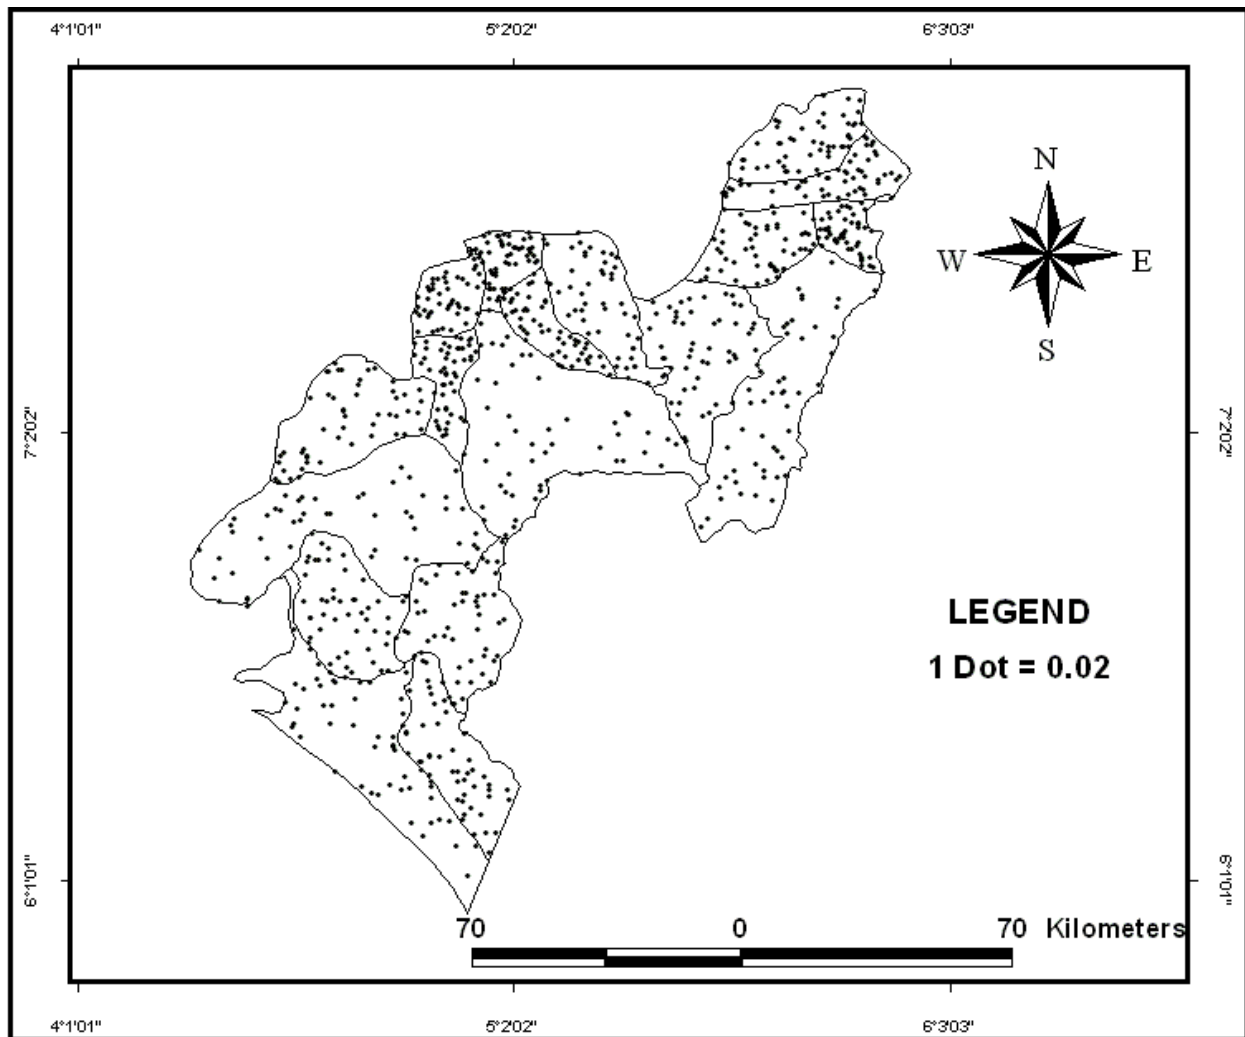 4°1'01" 5°2'02" 6°3'03"
N
W E
S
7°2'02" 7°2'02"
LEGEND
1 Dot = 0.02
6°1'01" 6°1'01"
70 0 70 Kilometers
4°1'01" 5°2'02" 6°3'03"